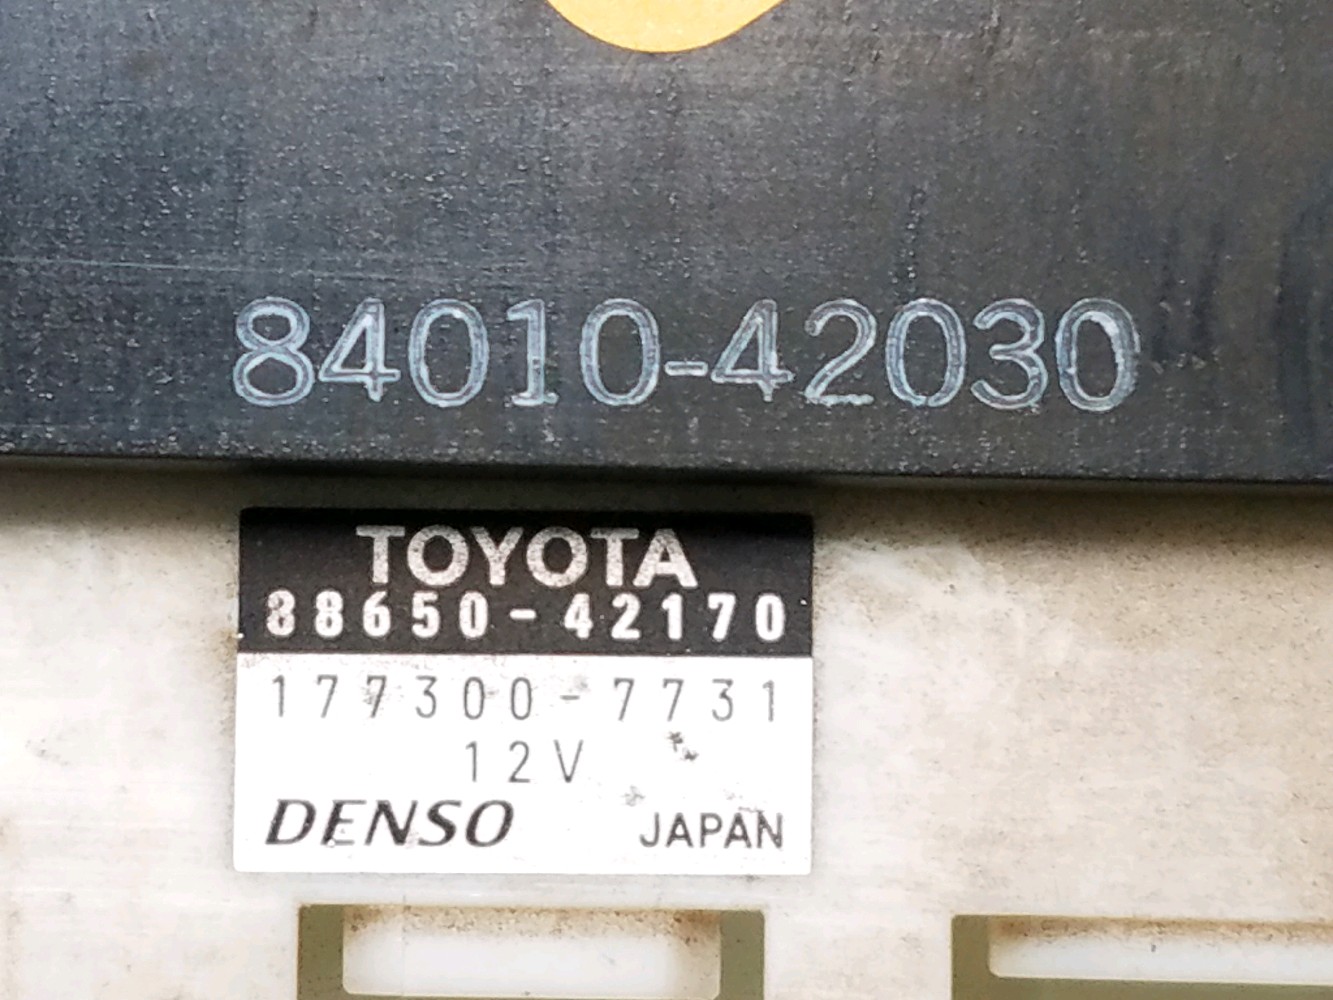 84010-42030
TOYOTA
88650-42170
177300-7731
12V
DENSO JAPAN